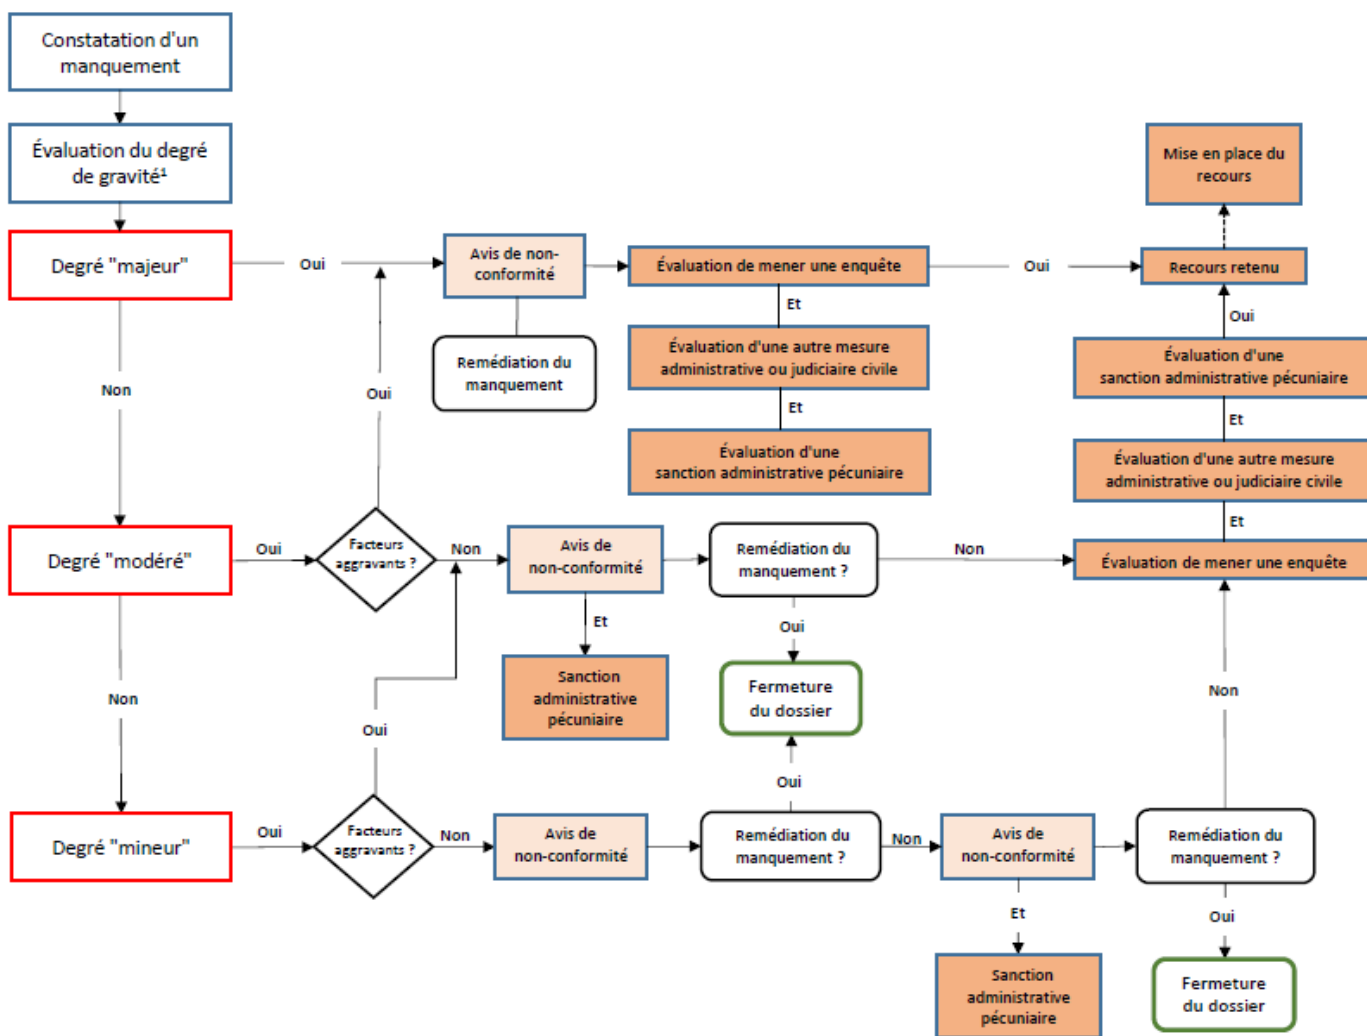 Constatation d'un
manquement
Évaluation du degré
de gravité¹
Degré "majeur"
Oui
Avis de non-
conformité
Remédiation du
manquement
Évaluation de mener une enquête
Et
Évaluation d'une autre mesure
administrative ou judiciaire civile
Et
Évaluation d'une
sanction administrative pécuniaire
Oui
Recours retenu
Mise en place du
recours
Oui
Évaluation d'une
sanction administrative pécuniaire
Et
Évaluation d'une autre mesure
administrative ou judiciaire civile
Et
Évaluation de mener une enquête
Non
Oui
Degré "modéré"
Oui
Facteurs
aggravants ?
Non
Avis de
non-conformité
Et
Sanction
administrative
pécuniaire
Remédiation du
manquement ?
Non
Oui
Fermeture
du dossier
Non
Oui
Non
Oui
Degré "mineur"
Oui
Facteurs
aggravants ?
Non
Avis de
non-conformité
Remédiation du
manquement ?
Non
Avis de
non-conformité
Et
Sanction
administrative
pécuniaire
Remédiation du
manquement ?
Oui
Fermeture
du dossier